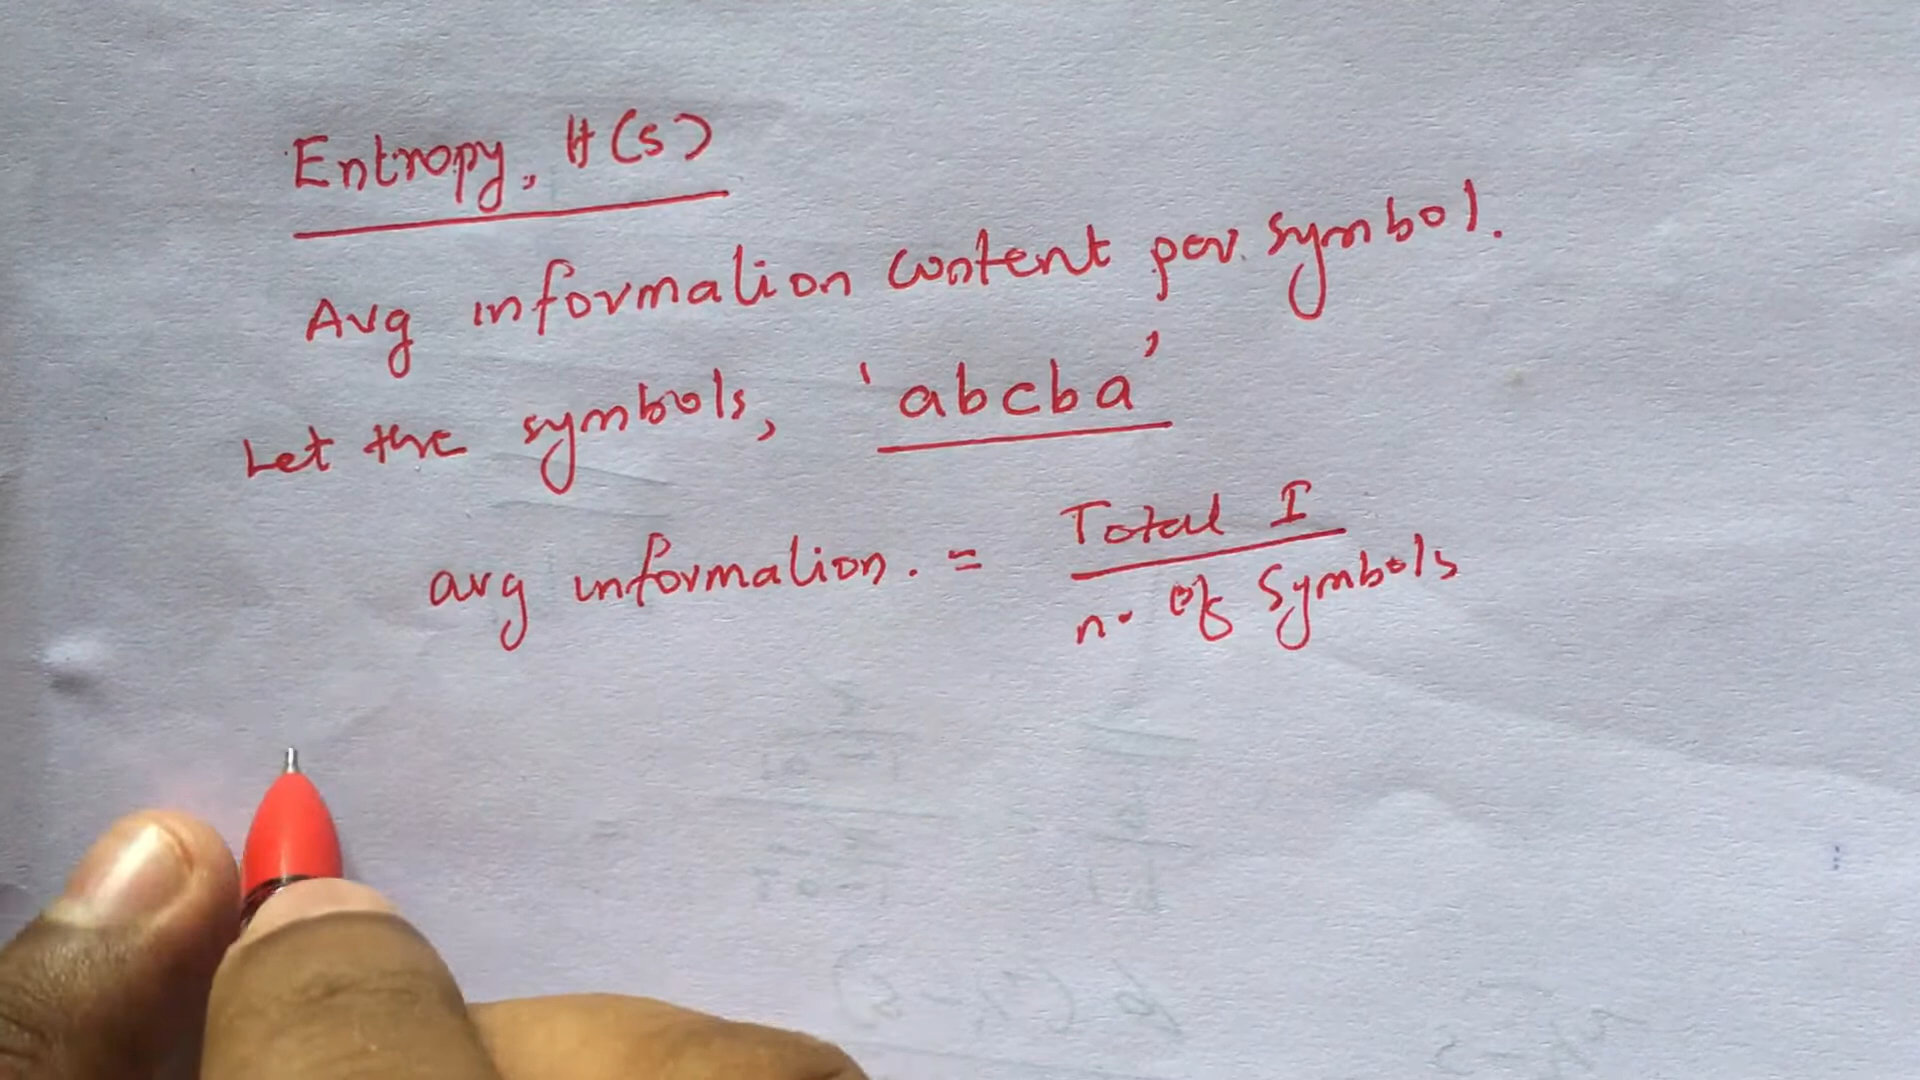 Entropy, H(s)
Avg information content per symbol.
Let the symbols, 'abcba'
avg information. = Total I
n. of Symbols